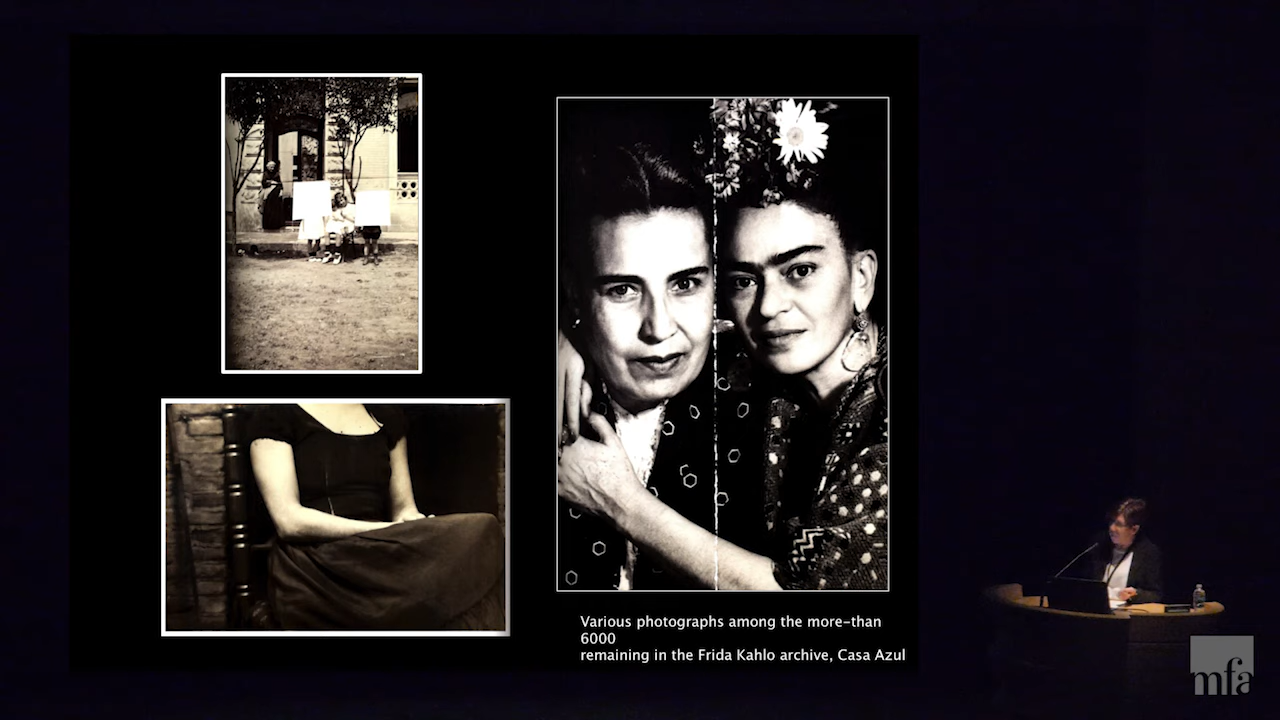 Various photographs among the more-than
6000
remaining in the Frida Kahlo archive, Casa Azul
mfa